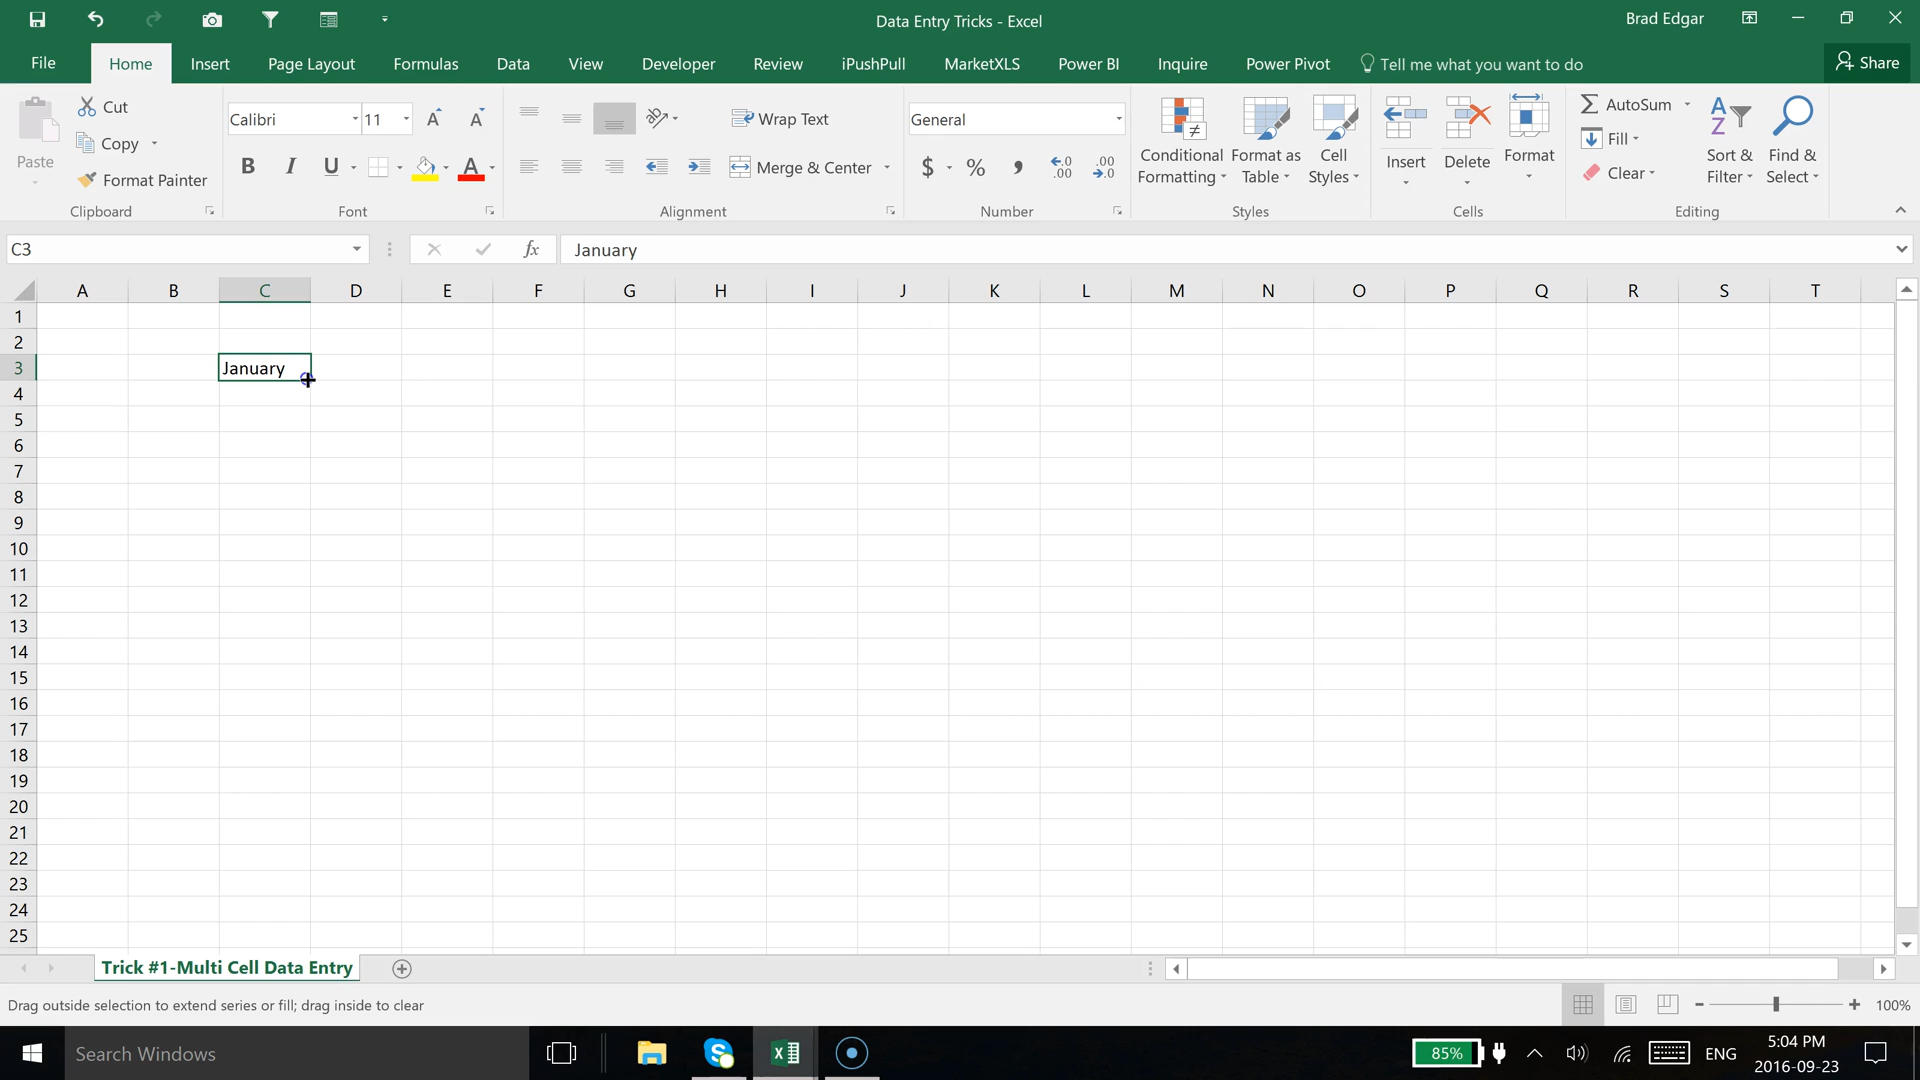 Data Entry Tricks - Excel
Brad Edgar
File Home Insert Page Layout Formulas Data View Developer Review iPushPull MarketXLS Power BI Inquire Power Pivot Tell me what you want to do Share
Paste
Cut
Copy
Format Painter
Clipboard
Calibri 11
B I U A
Font
Wrap Text
Merge & Center
Alignment
General
$ % , .0 .00 .00 .0
Number
Conditional Formatting
Format as Table
Cell Styles
Styles
Insert
Delete
Format
Cells
AutoSum
Fill
Clear
Sort & Filter
Find & Select
Editing
C3 fx January
A B C D E F G H I J K L M N O P Q R S T
1
2
3 January
4
5
6
7
8
9
10
11
12
13
14
15
16
17
18
19
20
21
22
23
24
25
Trick #1-Multi Cell Data Entry
Drag outside selection to extend series or fill; drag inside to clear
100%
Search Windows
85%
ENG
5:04 PM
2016-09-23